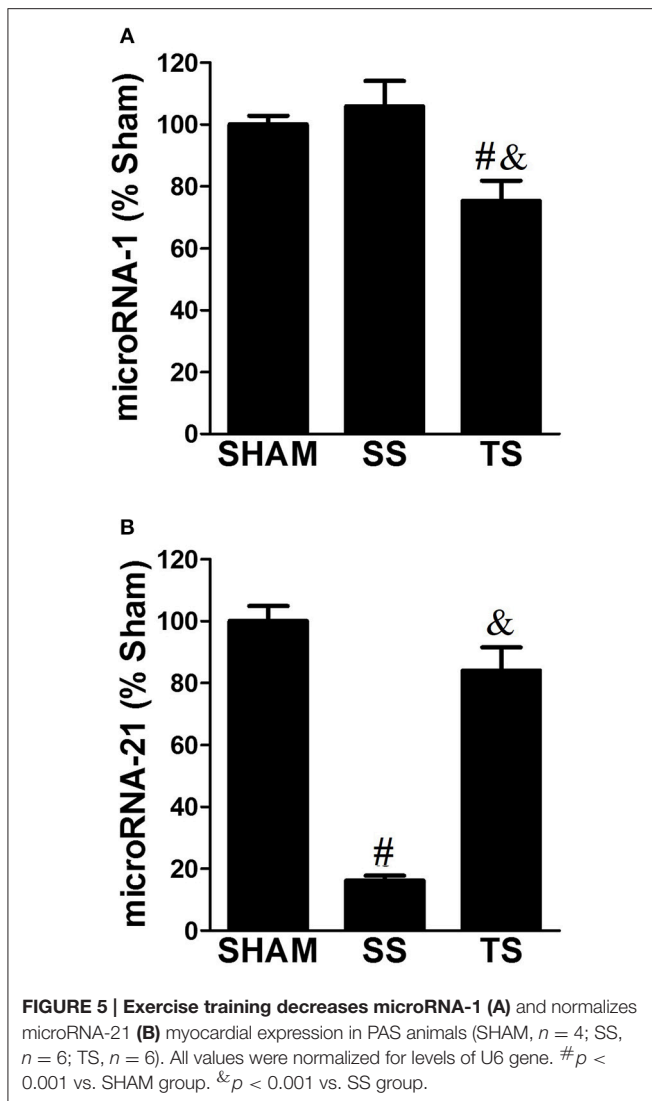 A
microRNA-1 (% Sham)
120
100
80
60
40
20
0
#&
SHAM SS TS
B
microRNA-21 (% Sham)
120
100
80
60
40
20
0
#
&
SHAM SS TS
FIGURE 5 | Exercise training decreases microRNA-1 (A) and normalizes
microRNA-21 (B) myocardial expression in PAS animals (SHAM, n = 4; SS,
n = 6; TS, n = 6). All values were normalized for levels of U6 gene. #p <
0.001 vs. SHAM group. &p < 0.001 vs. SS group.